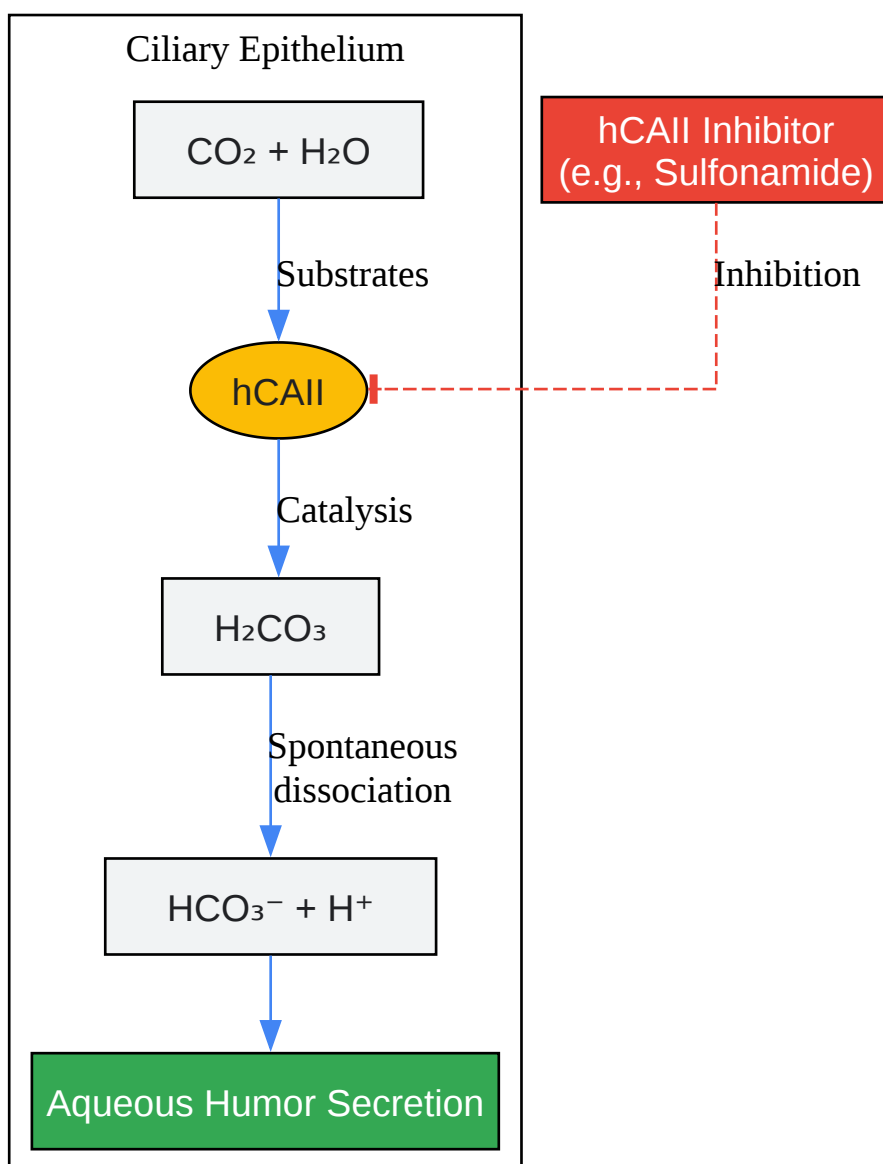 Ciliary Epithelium
CO₂ + H₂O
hCAII Inhibitor
(e.g., Sulfonamide)
Substrates
Inhibition
hCAII
Catalysis
H₂CO₃
Spontaneous
dissociation
HCO₃⁻ + H⁺
Aqueous Humor Secretion